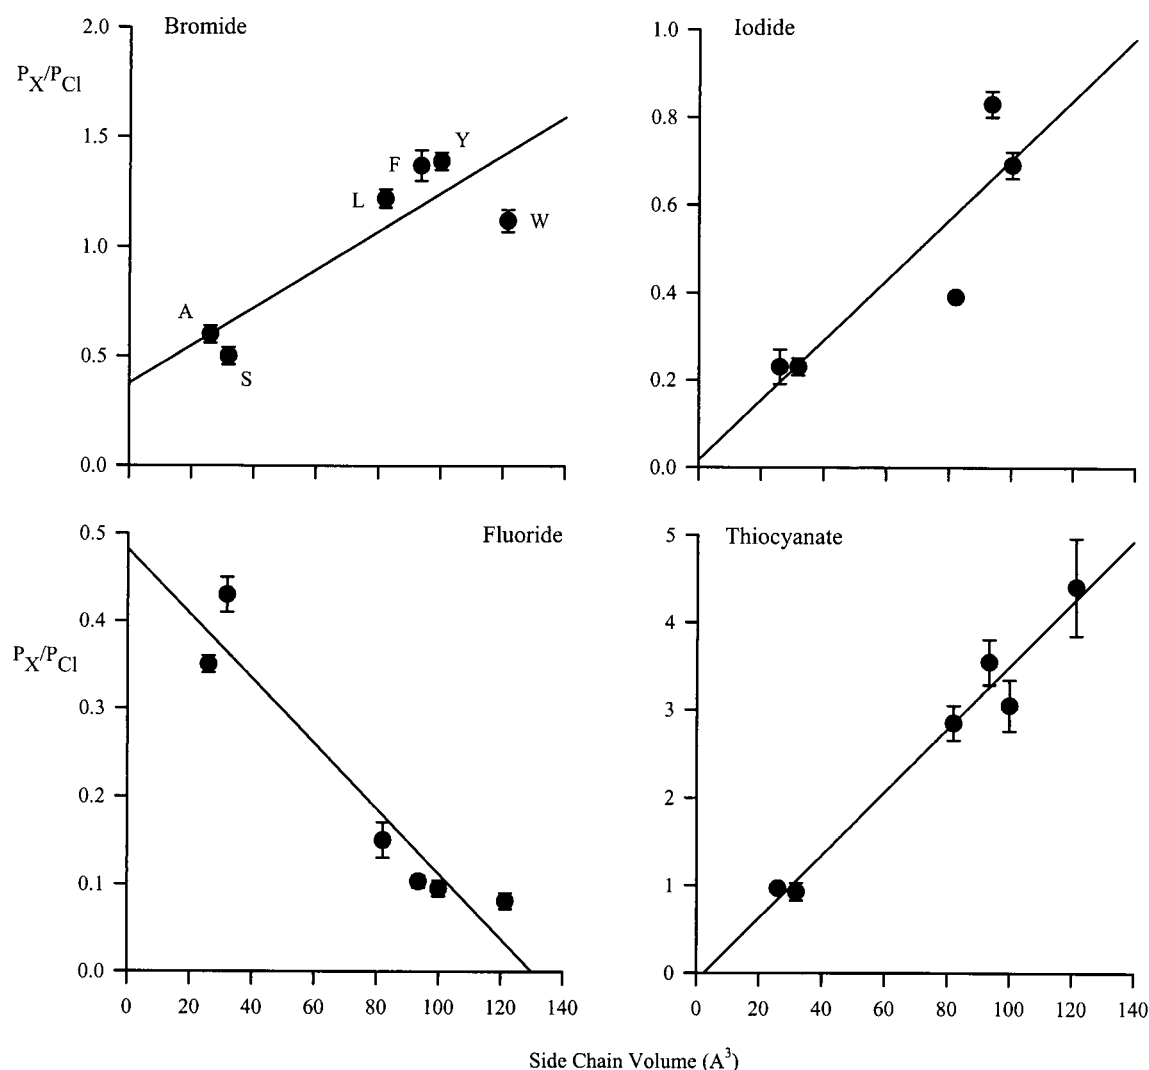 Bromide
P_X/P_Cl
2.0
1.5
1.0
0.5
0.0
A
S
L
F
Y
W
Iodide
1.0
0.8
0.6
0.4
0.2
0.0
Fluoride
P_X/P_Cl
0.5
0.4
0.3
0.2
0.1
0.0
0 20 40 60 80 100 120 140
Thiocyanate
5
4
3
2
1
0
0 20 40 60 80 100 120 140
Side Chain Volume (A³)